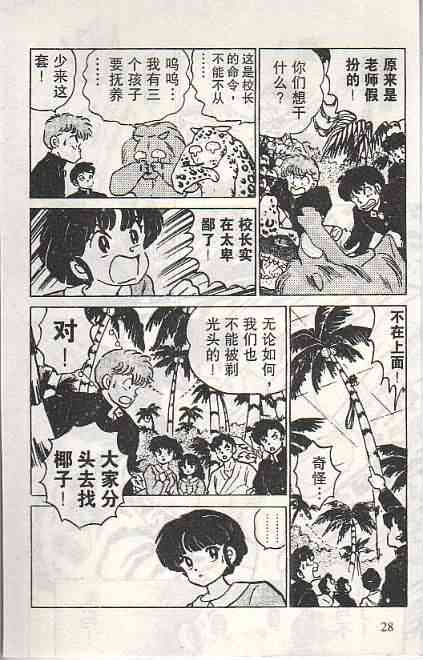 原来是
老师假
扮的！
你们想干
什么？
这是校长
的命令，
不能不从
……
呜呜…
我有三
个孩子
要抚养
……
少来这
套！
校长实
在太卑
鄙了！
不在上面！
奇怪…
无论如何，
我们也
不能被剃
光头的！
对！
大家分
头去找
椰子！
………
28